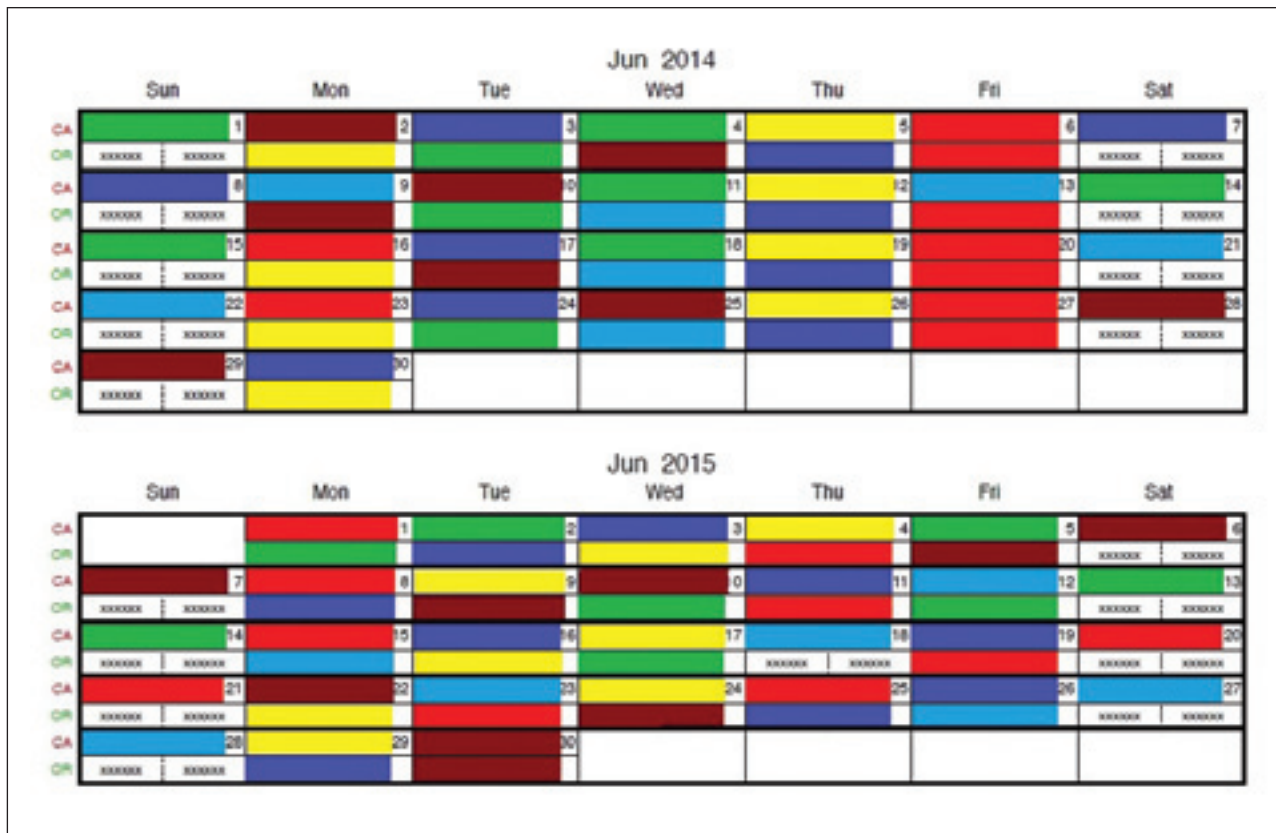 Jun 2014
Sun Mon Tue Wed Thu Fri Sat
CA 1 2 3 4 5 6 7
OR xxxxxx xxxxxx xxxxxx xxxxxx
CA 8 9 10 11 12 13 14
OR xxxxxx xxxxxx xxxxxx xxxxxx
CA 15 16 17 18 19 20 21
OR xxxxxx xxxxxx xxxxxx xxxxxx
CA 22 23 24 25 26 27 28
OR xxxxxx xxxxxx xxxxxx xxxxxx
CA 29 30
OR xxxxxx xxxxxx
Jun 2015
Sun Mon Tue Wed Thu Fri Sat
CA 1 2 3 4 5 6
OR xxxxxx xxxxxx
CA 7 8 9 10 11 12 13
OR xxxxxx xxxxxx xxxxxx xxxxxx
CA 14 15 16 17 18 19 20
OR xxxxxx xxxxxx xxxxxx xxxxxx xxxxxx xxxxxx
CA 21 22 23 24 25 26 27
OR xxxxxx xxxxxx xxxxxx xxxxxx
CA 28 29 30
OR xxxxxx xxxxxx